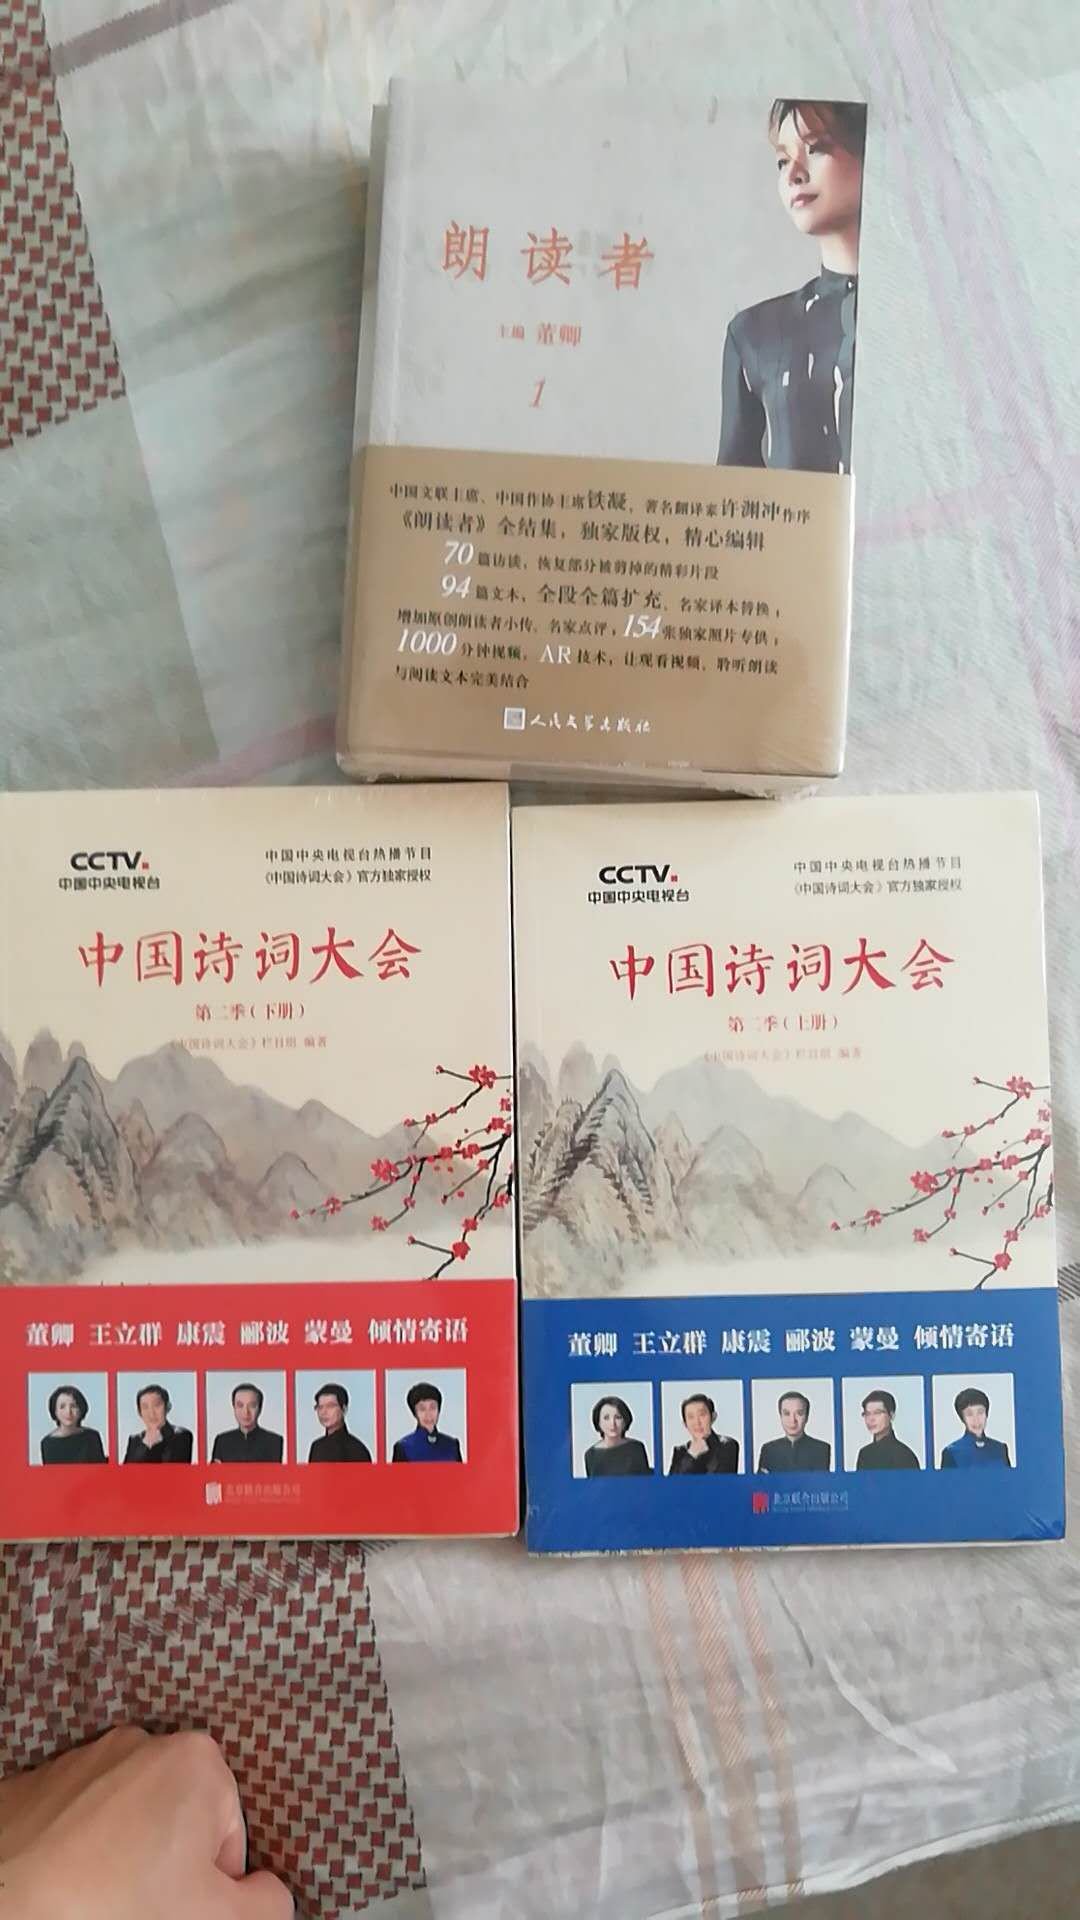 朗读者
主编 董卿
1
中国文联主席、中国作协主席铁凝，著名翻译家许渊冲作序
《朗读者》全结集，独家版权，精心编辑
70篇访谈，恢复部分被剪掉的精彩片段
94篇文本，全段全篇扩充、名家译本替换；
增加原创朗读者小传、名家点评；154张独家照片专供；
1000分钟视频，AR技术，让观看视频、聆听朗读
与阅读文本完美结合
人民文学出版社
CCTV
中国中央电视台
中国中央电视台热播节目
《中国诗词大会》官方独家授权
中国诗词大会
第二季（下册）
《中国诗词大会》栏目组 编著
董卿 王立群 康震 郦波 蒙曼 倾情寄语
北京联合出版公司
CCTV
中国中央电视台
中国中央电视台热播节目
《中国诗词大会》官方独家授权
中国诗词大会
第二季（上册）
《中国诗词大会》栏目组 编著
董卿 王立群 康震 郦波 蒙曼 倾情寄语
北京联合出版公司